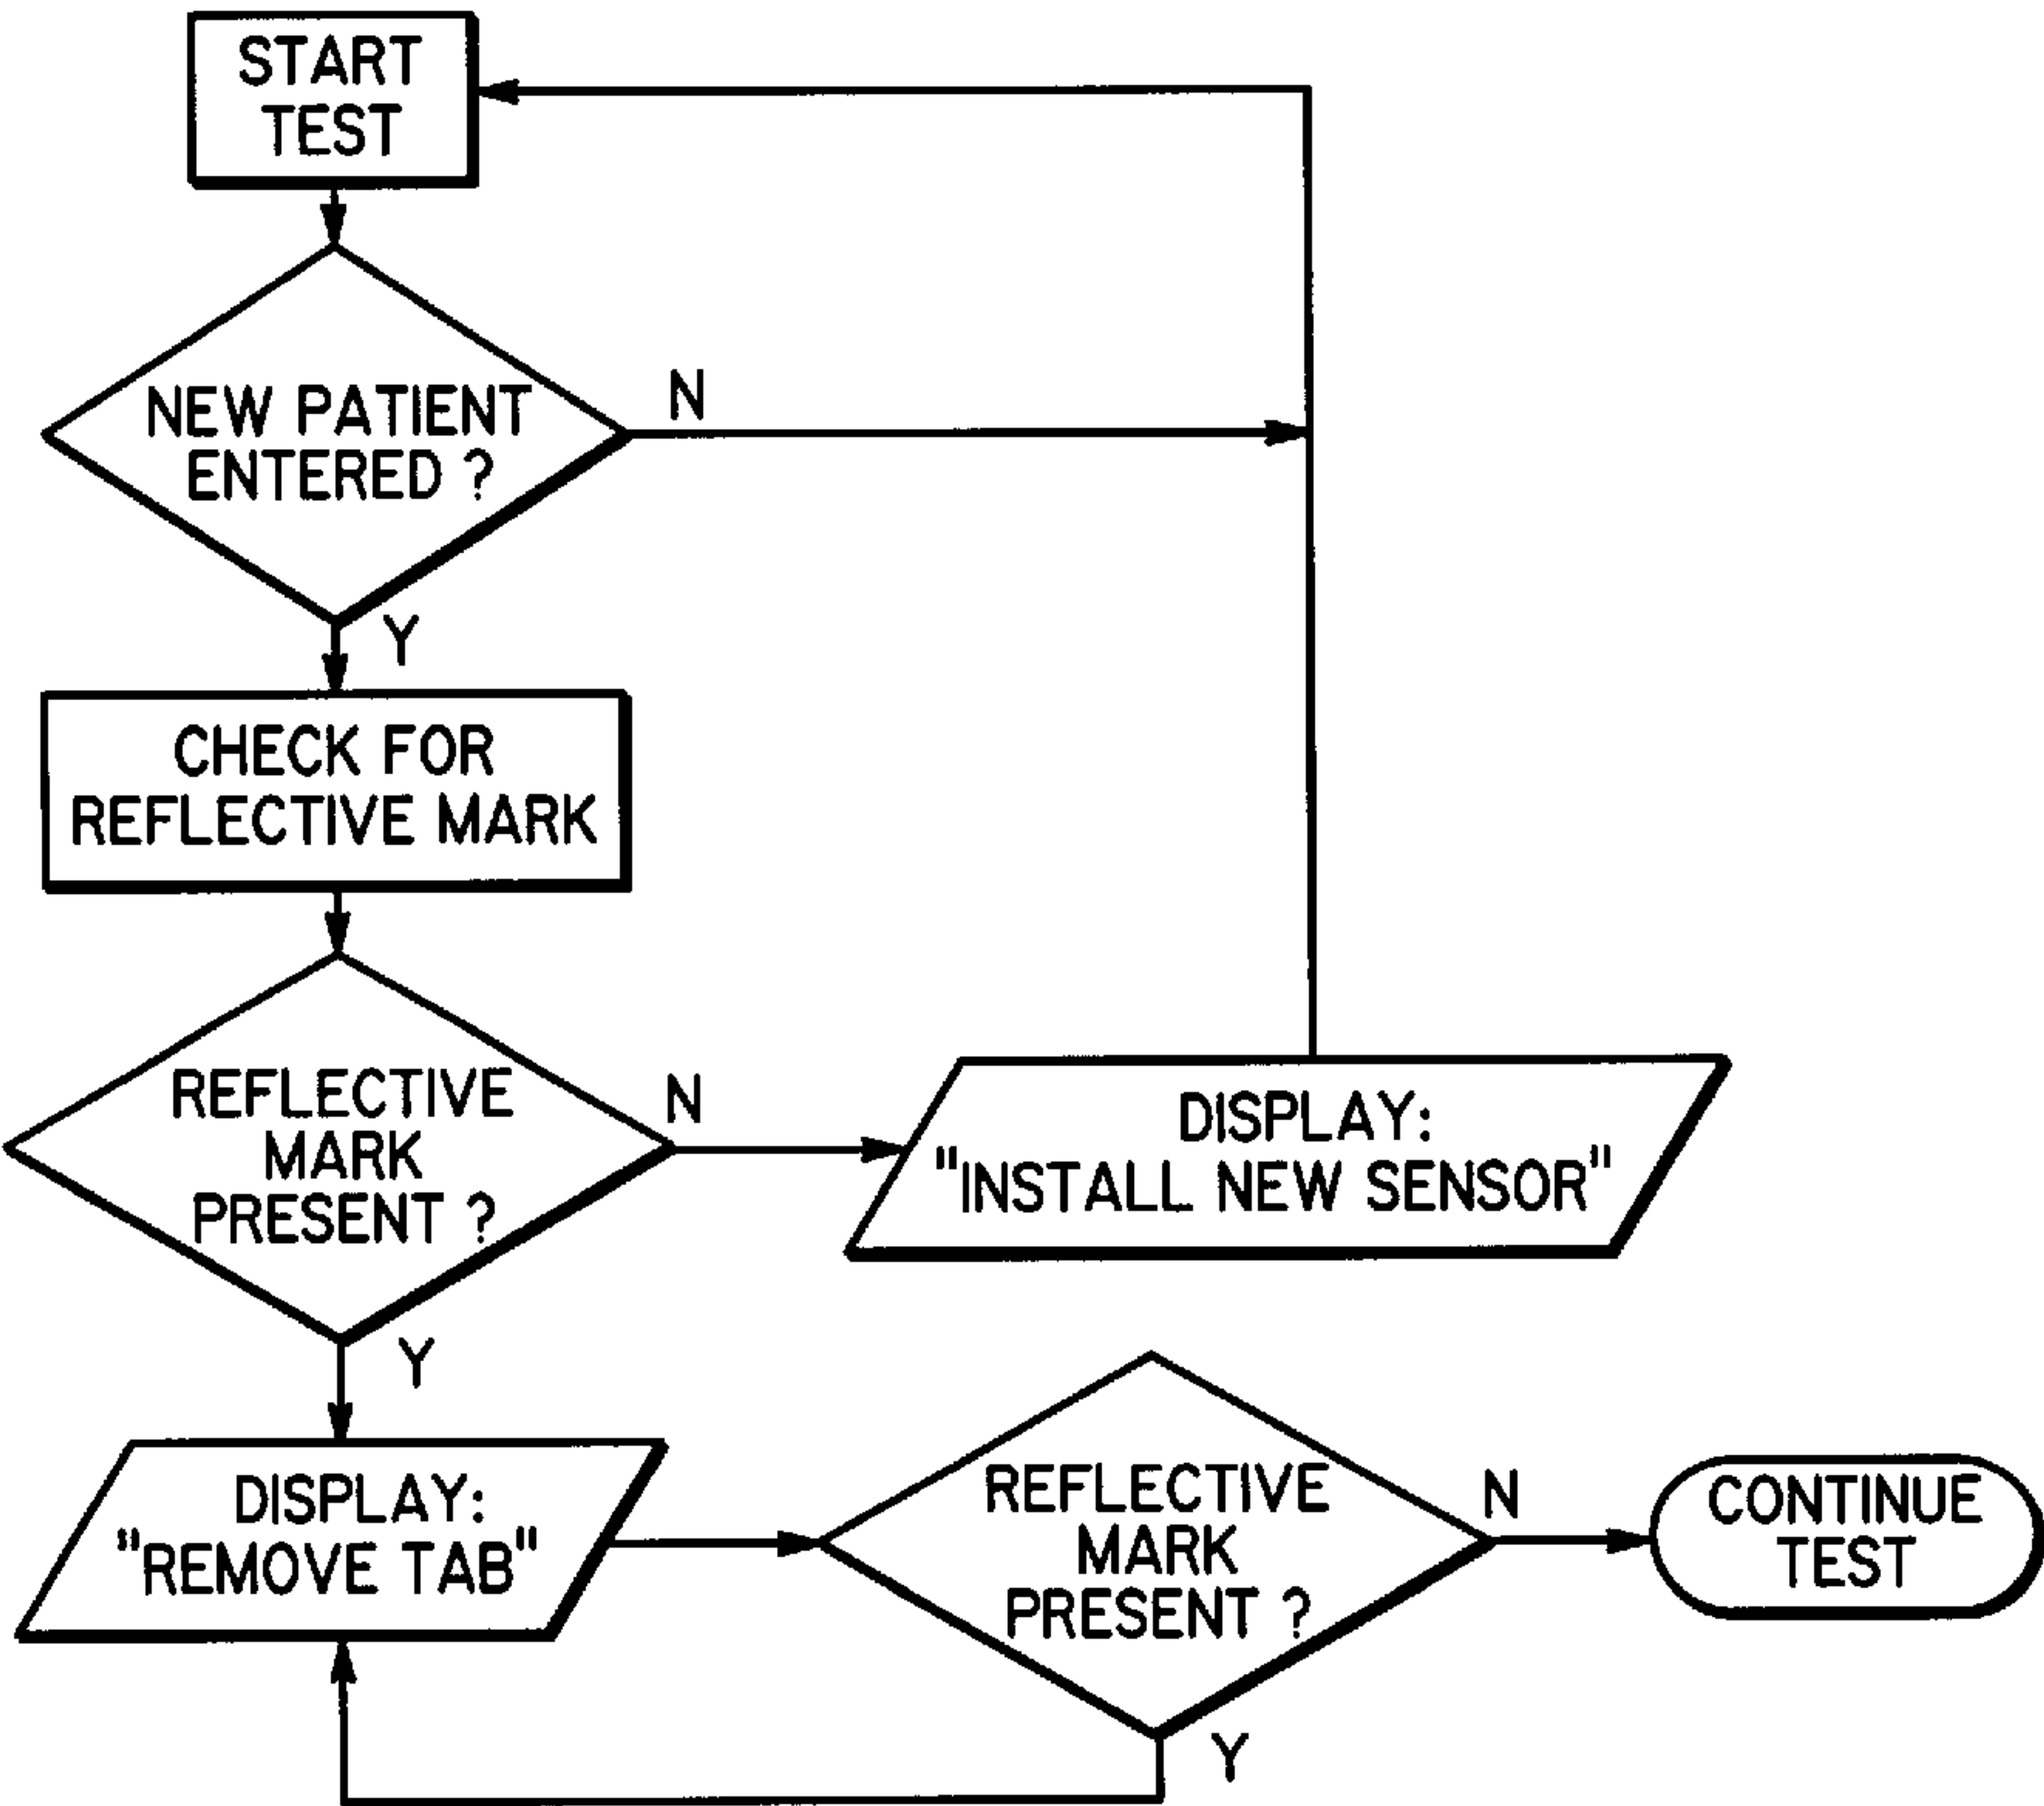 START
TEST
NEW PATIENT
ENTERED ?
N
Y
CHECK FOR
REFLECTIVE MARK
REFLECTIVE
MARK
PRESENT ?
N
Y
DISPLAY:
"INSTALL NEW SENSOR"
DISPLAY:
"REMOVE TAB"
REFLECTIVE
MARK
PRESENT ?
N
Y
CONTINUE
TEST